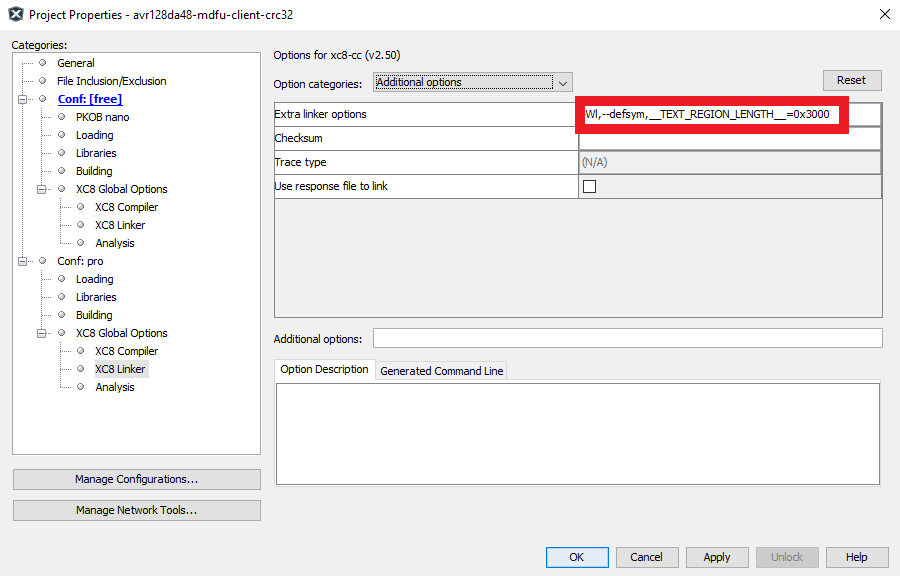 Project Properties - avr128da48-mdfu-client-crc32
Categories:
General
File Inclusion/Exclusion
Conf: [free]
PKOB nano
Loading
Libraries
Building
XC8 Global Options
XC8 Compiler
XC8 Linker
Analysis
Conf: pro
Loading
Libraries
Building
XC8 Global Options
XC8 Compiler
XC8 Linker
Analysis
Manage Configurations...
Manage Network Tools...
Options for xc8-cc (v2.50)
Option categories: Additional options
Reset
Extra linker options Wl,--defsym,__TEXT_REGION_LENGTH__=0x3000
Checksum
Trace type (N/A)
Use response file to link
Additional options:
Option Description Generated Command Line
OK Cancel Apply Unlock Help